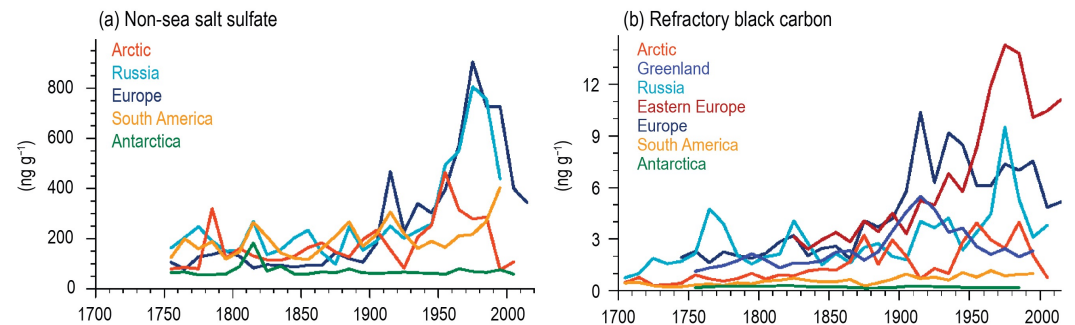 (a) Non-sea salt sulfate
Arctic
Russia
Europe
South America
Antarctica
800
600
400
200
0
(ng g⁻¹)
1700 1750 1800 1850 1900 1950 2000
(b) Refractory black carbon
Arctic
Greenland
Russia
Eastern Europe
Europe
South America
Antarctica
12
9
6
3
0
(ng g⁻¹)
1700 1750 1800 1850 1900 1950 2000